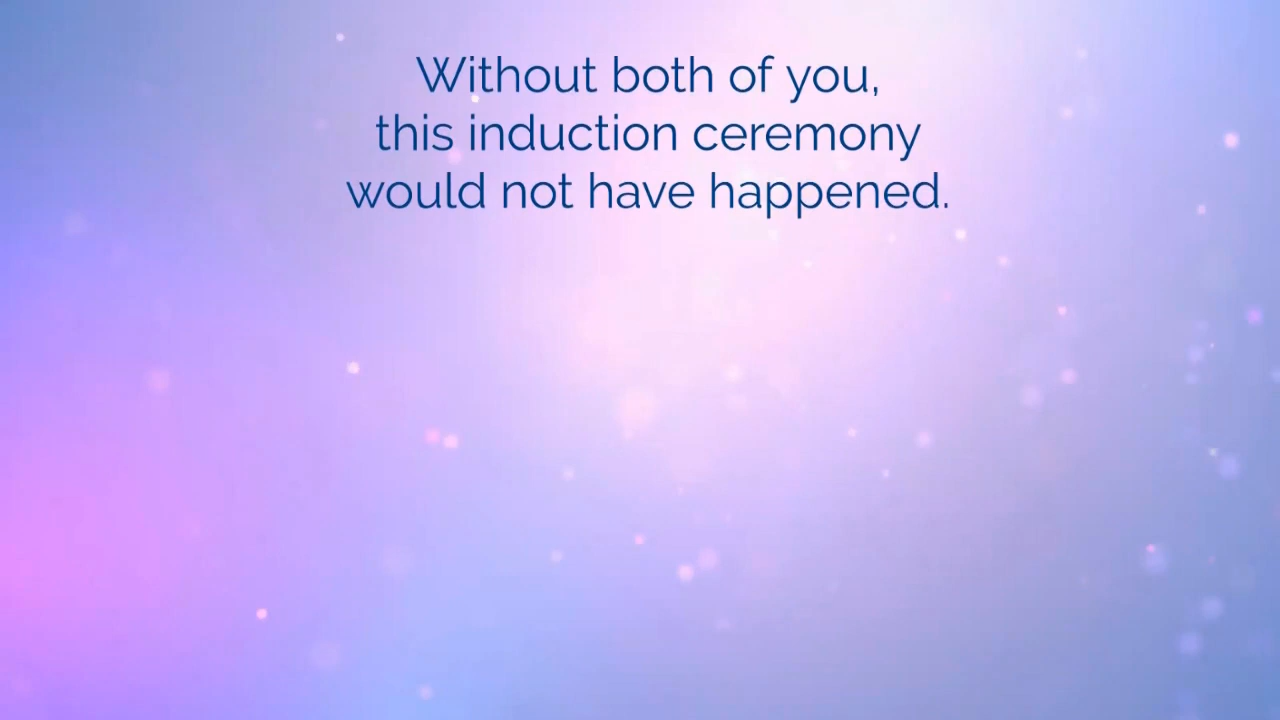 Without both of you,
this induction ceremony
would not have happened.